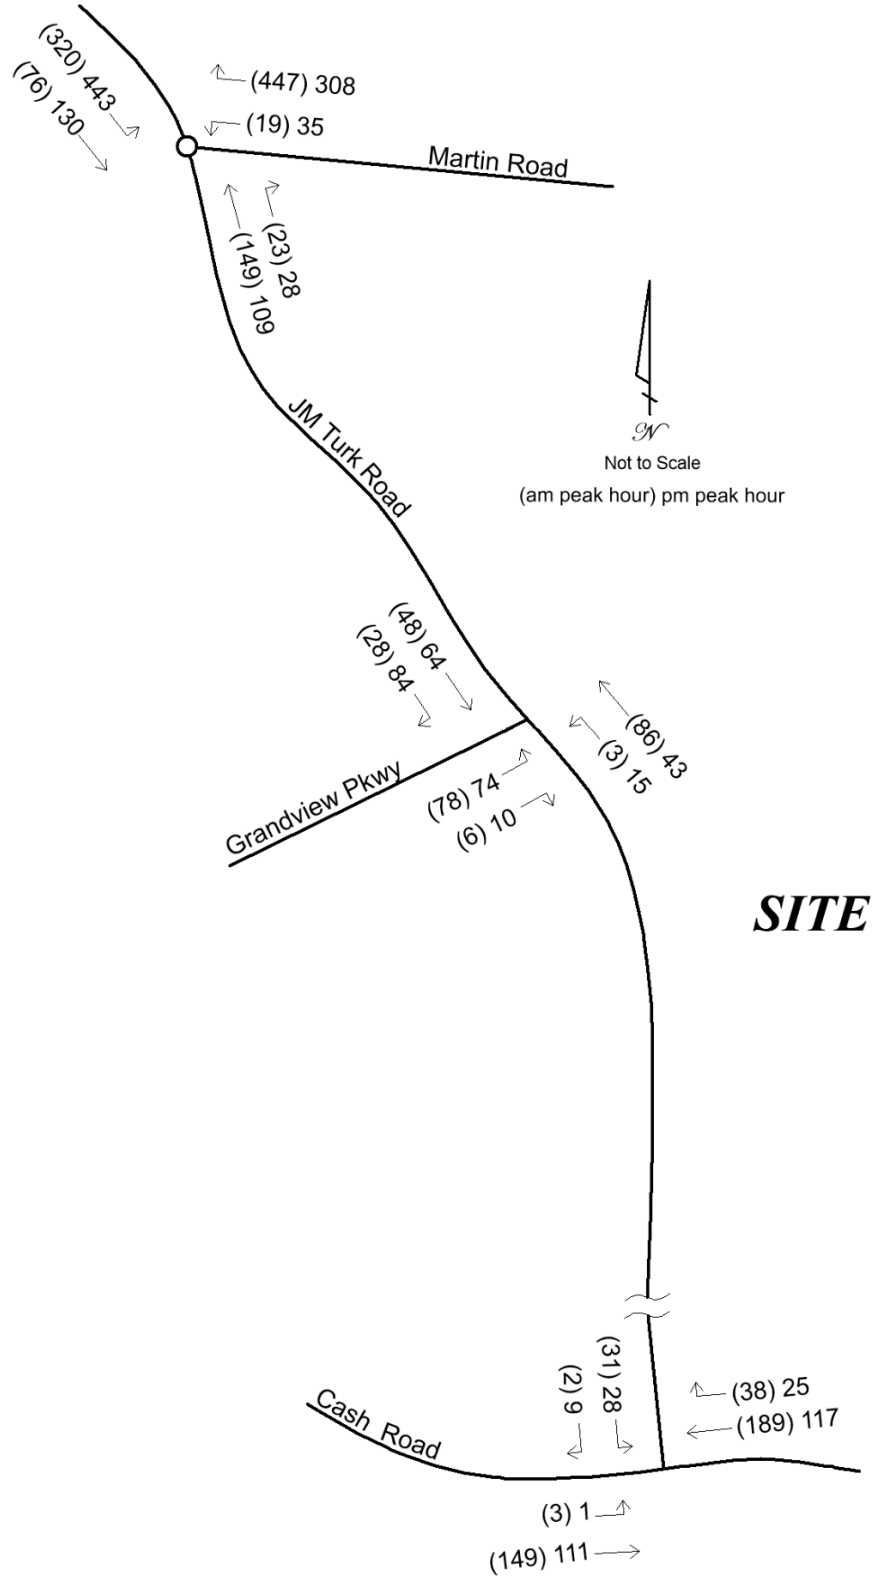 (320) 443
(76) 130
(447) 308
(19) 35
Martin Road
(23) 28
(149) 109
JM Turk Road
N
Not to Scale
(am peak hour) pm peak hour
(48) 64
(28) 84
(86) 43
(3) 15
Grandview Pkwy
(78) 74
(6) 10
SITE
(31) 28
(2) 9
(38) 25
(189) 117
Cash Road
(3) 1
(149) 111